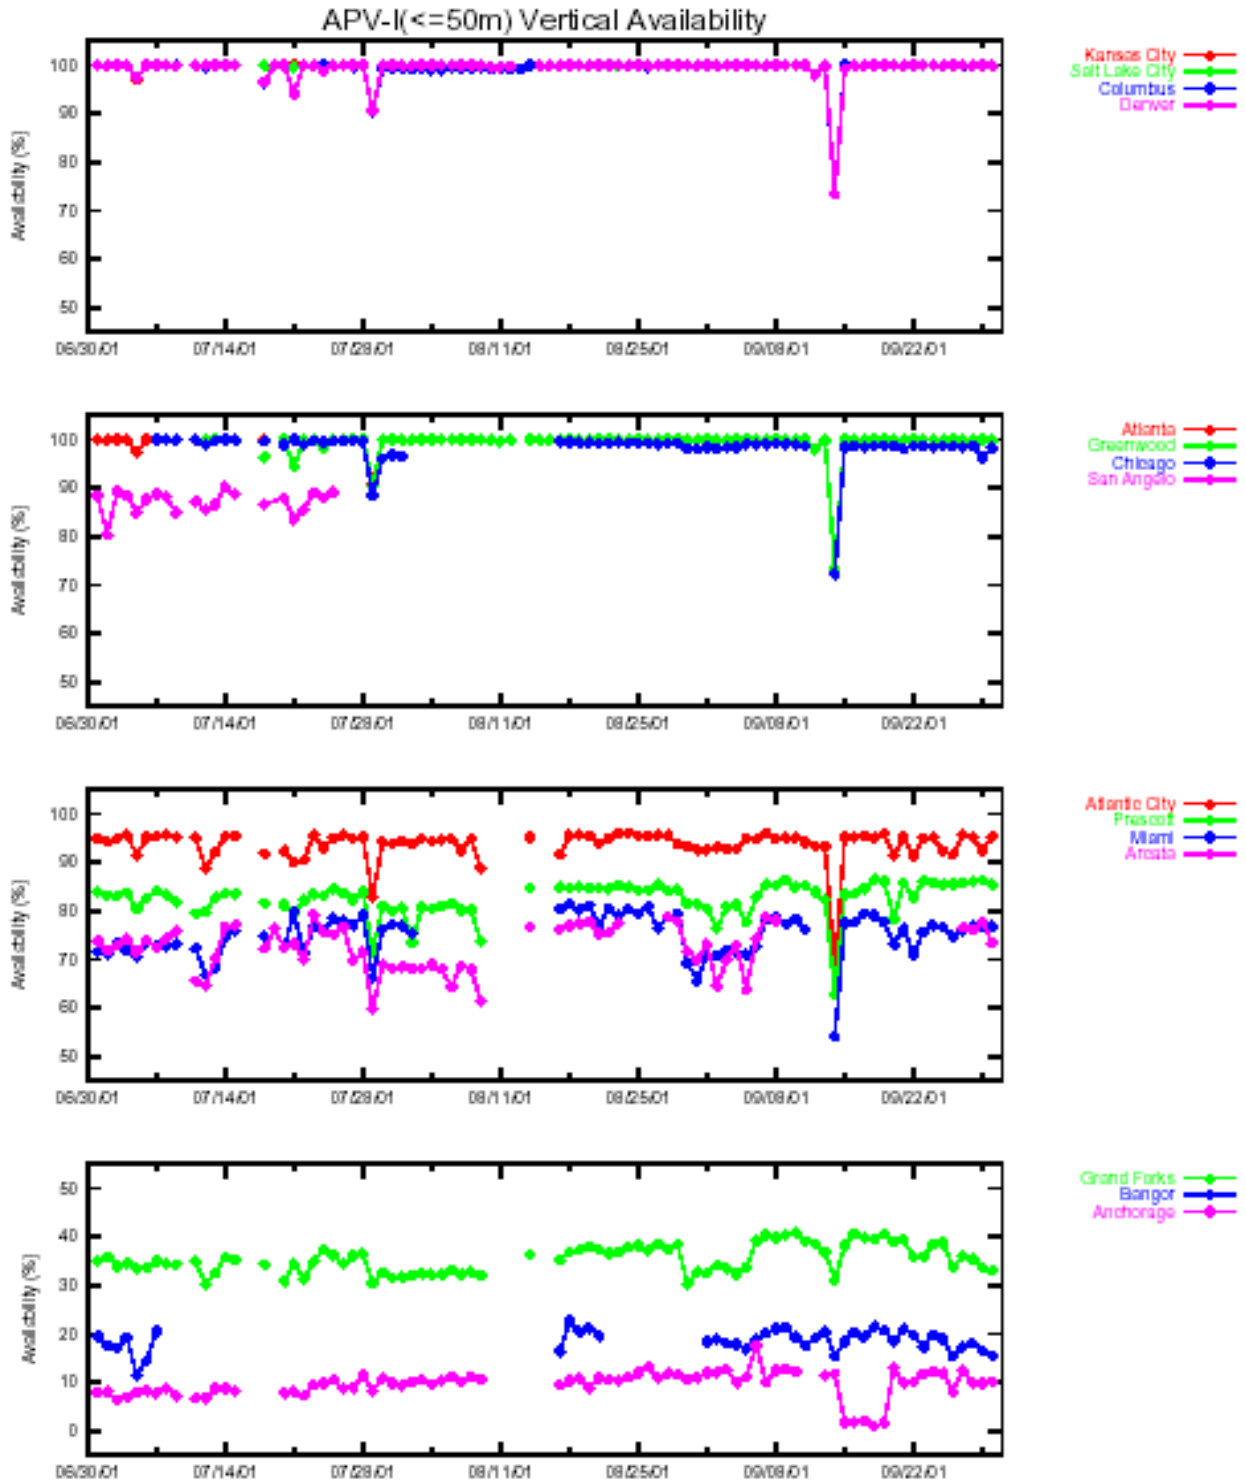 APV-I(<=50m) Vertical Availability
Availability (%)
100
90
80
70
60
50
06/30/01 07/14/01 07/28/01 08/11/01 08/25/01 09/08/01 09/22/01
Kansas City
Salt Lake City
Columbus
Denver
Availability (%)
100
90
80
70
60
50
06/30/01 07/14/01 07/28/01 08/11/01 08/25/01 09/08/01 09/22/01
Atlanta
Greenwood
Chicago
San Angelo
Availability (%)
100
90
80
70
60
50
06/30/01 07/14/01 07/28/01 08/11/01 08/25/01 09/08/01 09/22/01
Atlantic City
Prescott
Miami
Arcata
Availability (%)
50
40
30
20
10
0
06/30/01 07/14/01 07/28/01 08/11/01 08/25/01 09/08/01 09/22/01
Grand Forks
Bangor
Anchorage